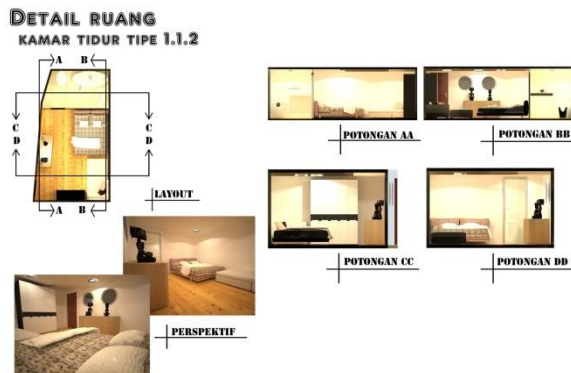 DETAIL RUANG
KAMAR TIDUR TIPE 1.1.2
A B
C C
D D
A B
LAYOUT
PERSPEKTIF
POTONGAN AA
POTONGAN BB
POTONGAN CC
POTONGAN DD